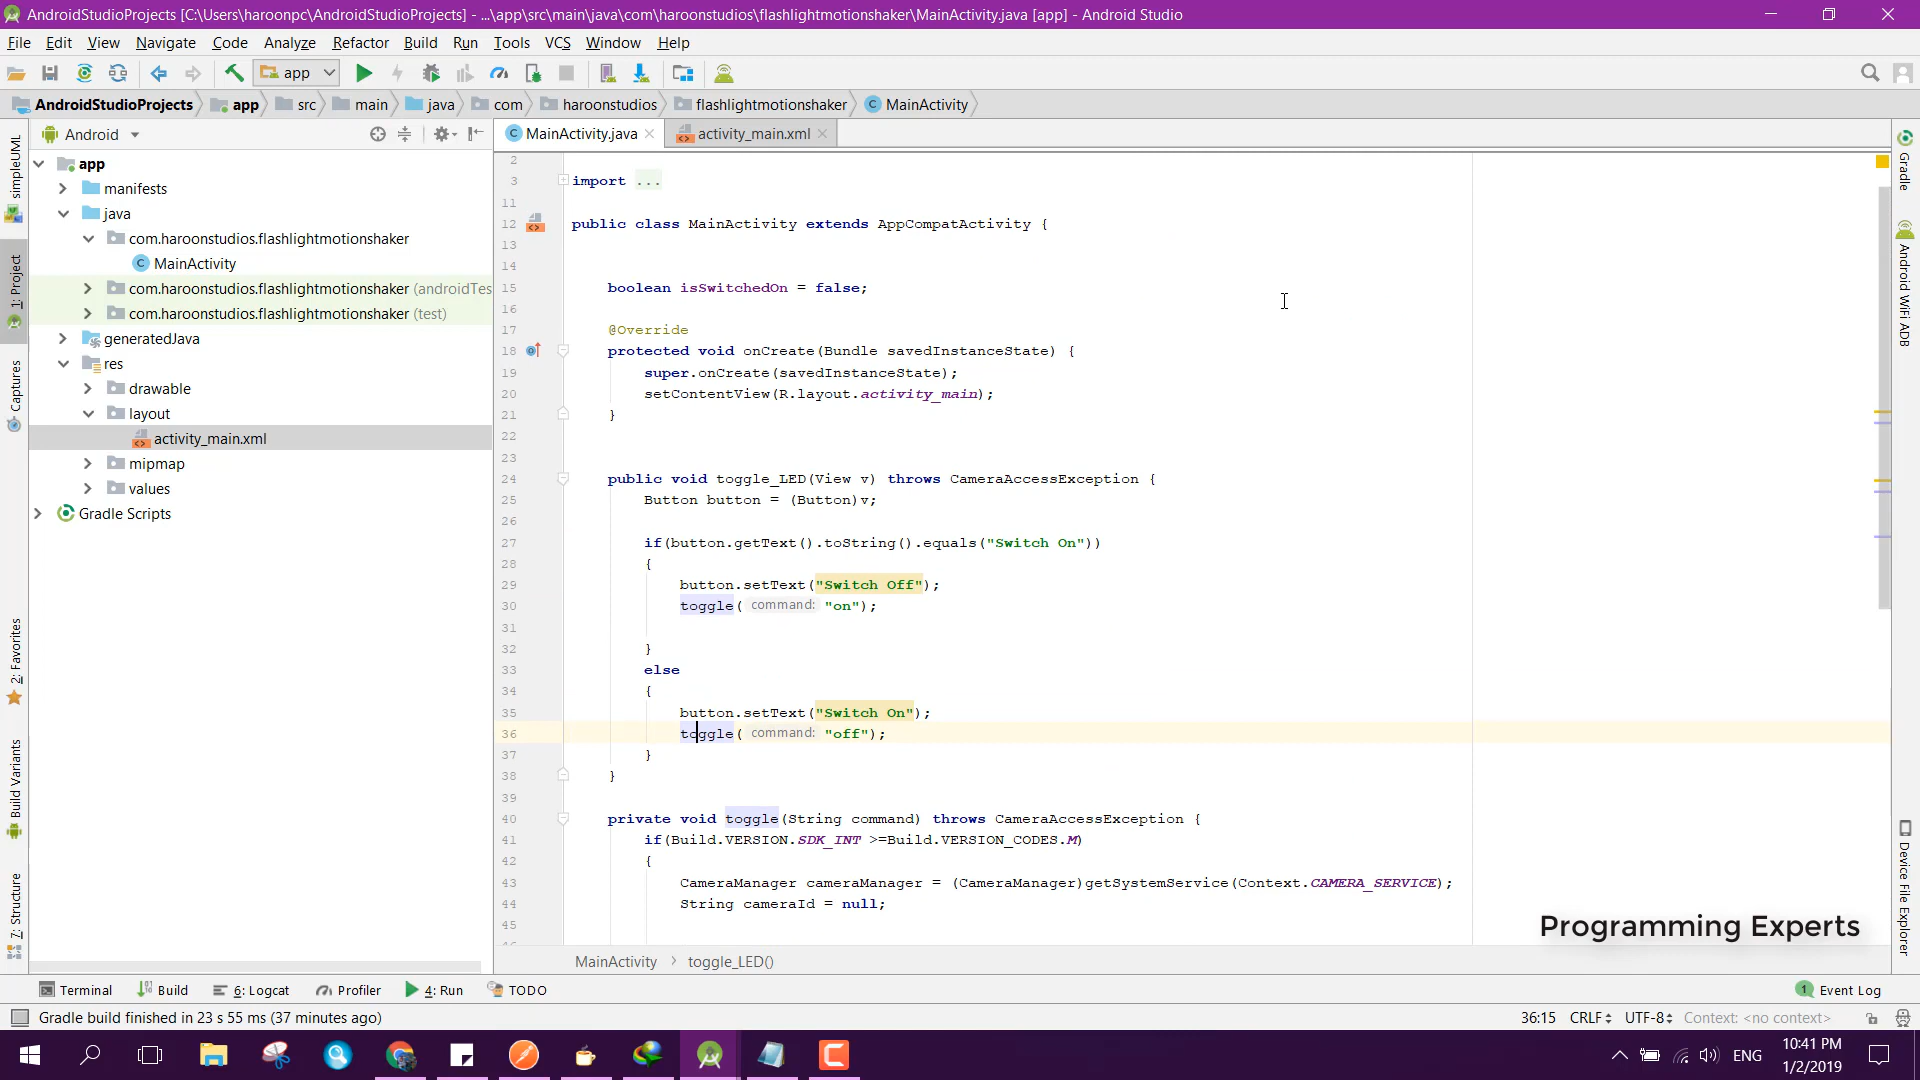 AndroidStudioProjects [C:\Users\haroonpc\AndroidStudioProjects] - ...\app\src\main\java\com\haroonstudios\flashlightmotionshaker\MainActivity.java [app] - Android Studio
File Edit View Navigate Code Analyze Refactor Build Run Tools VCS Window Help
app
AndroidStudioProjects app src main java com haroonstudios flashlightmotionshaker MainActivity
Android
MainActivity.java activity_main.xml
simpleUML
1: Project
Captures
2: Favorites
Build Variants
7: Structure
app
manifests
java
com.haroonstudios.flashlightmotionshaker
MainActivity
com.haroonstudios.flashlightmotionshaker (androidTes
com.haroonstudios.flashlightmotionshaker (test)
generatedJava
res
drawable
layout
activity_main.xml
mipmap
values
Gradle Scripts
2
3 import ...
11
12 public class MainActivity extends AppCompatActivity {
13
14
15 boolean isSwitchedOn = false;
16
17 @Override
18 protected void onCreate(Bundle savedInstanceState) {
19 super.onCreate(savedInstanceState);
20 setContentView(R.layout.activity_main);
21 }
22
23
24 public void toggle_LED(View v) throws CameraAccessException {
25 Button button = (Button)v;
26
27 if(button.getText().toString().equals("Switch On"))
28 {
29 button.setText("Switch Off");
30 toggle( command: "on");
31
32 }
33 else
34 {
35 button.setText("Switch On");
36 toggle( command: "off");
37 }
38 }
39
40 private void toggle(String command) throws CameraAccessException {
41 if(Build.VERSION.SDK_INT >=Build.VERSION_CODES.M)
42 {
43 CameraManager cameraManager = (CameraManager)getSystemService(Context.CAMERA_SERVICE);
44 String cameraId = null;
45
Gradle
Android WiFi ADB
Device File Explorer
Programming Experts
MainActivity toggle_LED()
Terminal Build 6: Logcat Profiler 4: Run TODO 1 Event Log
Gradle build finished in 23 s 55 ms (37 minutes ago) 36:15 CRLF UTF-8 Context: <no context>
ENG 10:41 PM
1/2/2019